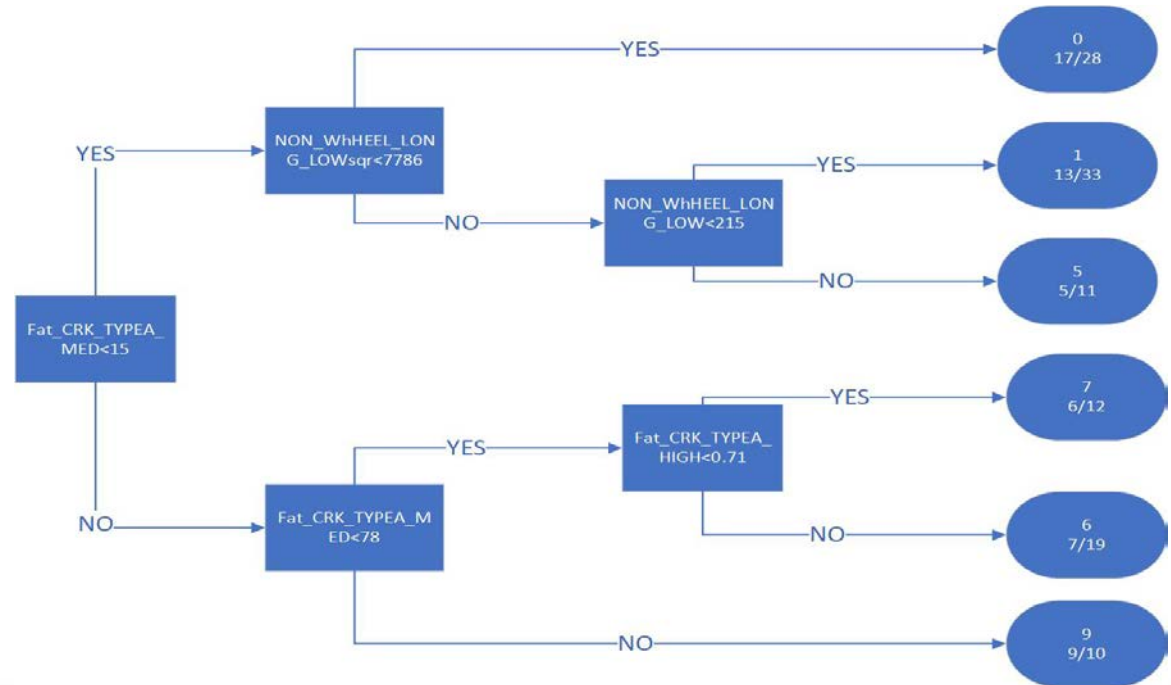 YES
0
17/28
NON_WhHEEL_LON
G_LOWsqr<7786
YES
YES
1
13/33
NO
NON_WhHEEL_LON
G_LOW<215
NO
5
5/11
Fat_CRK_TYPEA_
MED<15
YES
7
6/12
YES
Fat_CRK_TYPEA_
HIGH<0.71
NO
Fat_CRK_TYPEA_M
ED<78
NO
6
7/19
NO
9
9/10